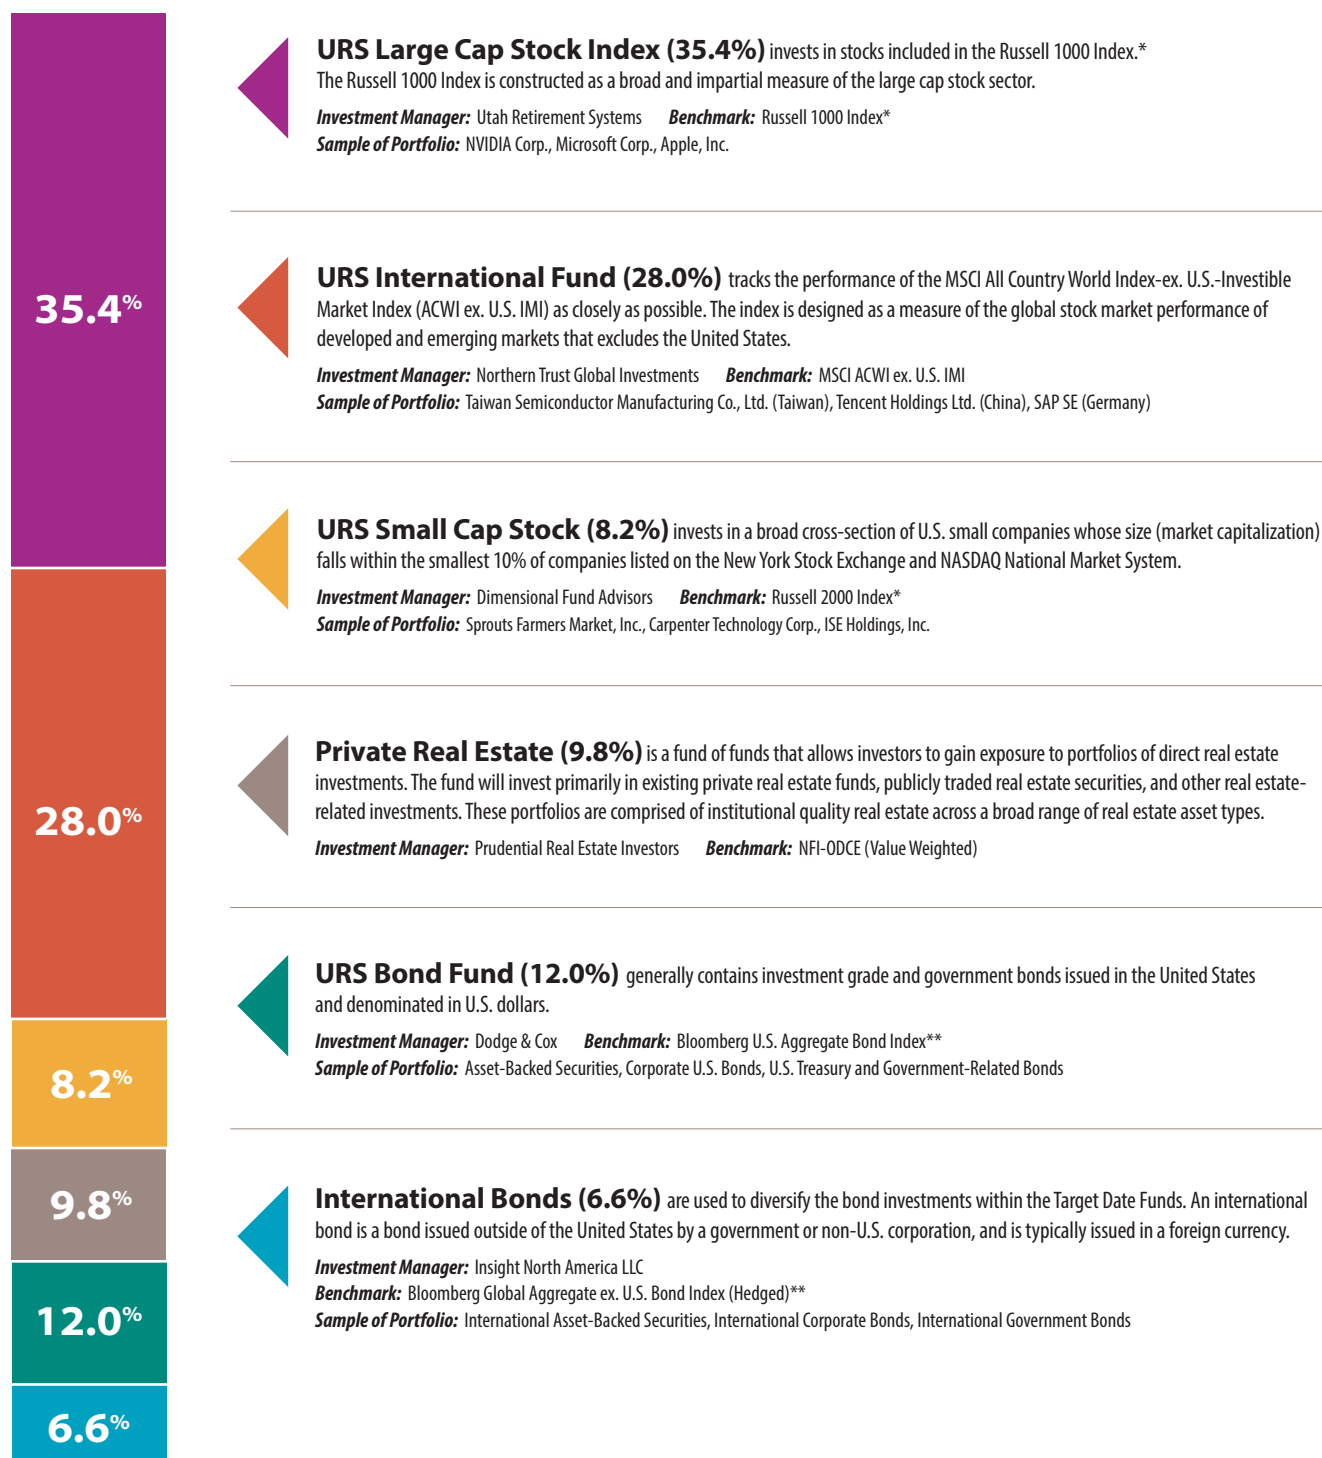 35.4%
28.0%
8.2%
9.8%
12.0%
6.6%
URS Large Cap Stock Index (35.4%) invests in stocks included in the Russell 1000 Index.*
The Russell 1000 Index is constructed as a broad and impartial measure of the large cap stock sector.
Investment Manager: Utah Retirement Systems Benchmark: Russell 1000 Index*
Sample of Portfolio: NVIDIA Corp., Microsoft Corp., Apple, Inc.
URS International Fund (28.0%) tracks the performance of the MSCI All Country World Index-ex. U.S.-Investible
Market Index (ACWI ex. U.S. IMI) as closely as possible. The index is designed as a measure of the global stock market performance of
developed and emerging markets that excludes the United States.
Investment Manager: Northern Trust Global Investments Benchmark: MSCI ACWI ex. U.S. IMI
Sample of Portfolio: Taiwan Semiconductor Manufacturing Co., Ltd. (Taiwan), Tencent Holdings Ltd. (China), SAP SE (Germany)
URS Small Cap Stock (8.2%) invests in a broad cross-section of U.S. small companies whose size (market capitalization)
falls within the smallest 10% of companies listed on the New York Stock Exchange and NASDAQ National Market System.
Investment Manager: Dimensional Fund Advisors Benchmark: Russell 2000 Index*
Sample of Portfolio: Sprouts Farmers Market, Inc., Carpenter Technology Corp., ISE Holdings, Inc.
Private Real Estate (9.8%) is a fund of funds that allows investors to gain exposure to portfolios of direct real estate
investments. The fund will invest primarily in existing private real estate funds, publicly traded real estate securities, and other real estate-
related investments. These portfolios are comprised of institutional quality real estate across a broad range of real estate asset types.
Investment Manager: Prudential Real Estate Investors Benchmark: NFI-ODCE (Value Weighted)
URS Bond Fund (12.0%) generally contains investment grade and government bonds issued in the United States
and denominated in U.S. dollars.
Investment Manager: Dodge & Cox Benchmark: Bloomberg U.S. Aggregate Bond Index**
Sample of Portfolio: Asset-Backed Securities, Corporate U.S. Bonds, U.S. Treasury and Government-Related Bonds
International Bonds (6.6%) are used to diversify the bond investments within the Target Date Funds. An international
bond is a bond issued outside of the United States by a government or non-U.S. corporation, and is typically issued in a foreign currency.
Investment Manager: Insight North America LLC
Benchmark: Bloomberg Global Aggregate ex. U.S. Bond Index (Hedged)**
Sample of Portfolio: International Asset-Backed Securities, International Corporate Bonds, International Government Bonds